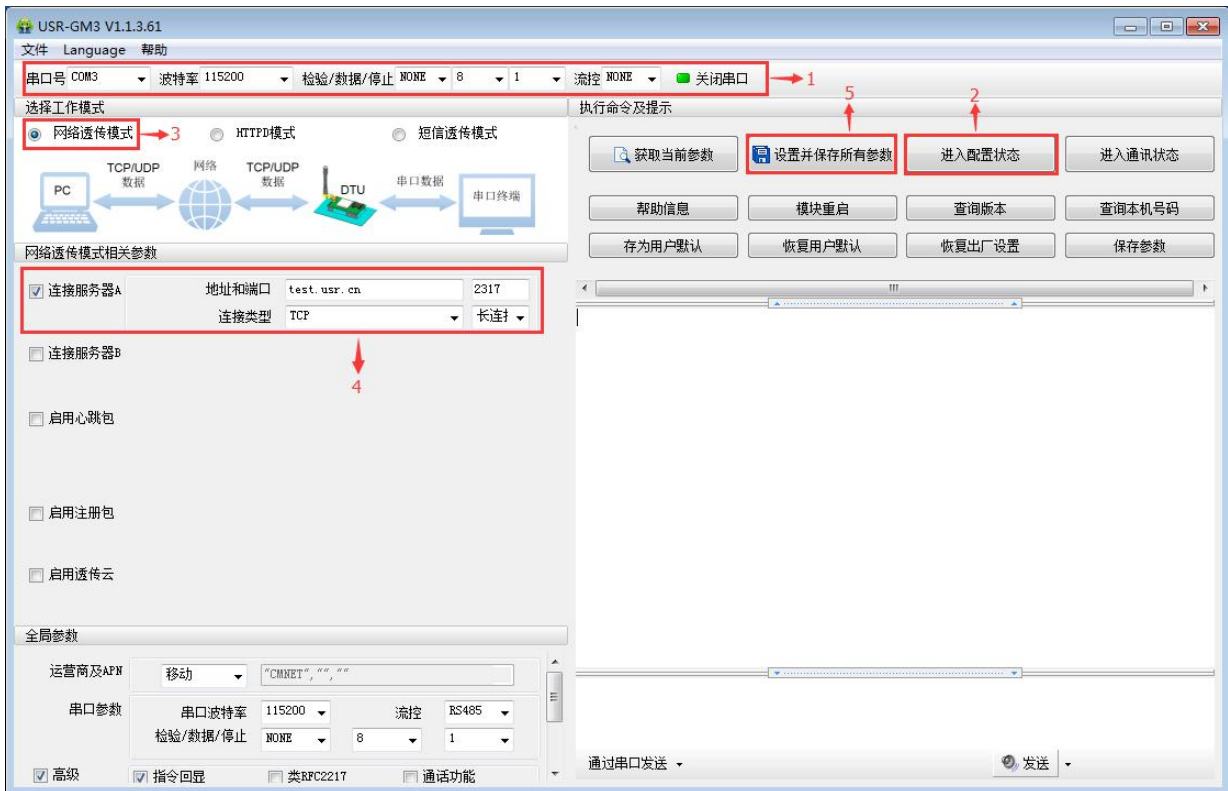 USR-GM3 V1.1.3.61
文件 Language 帮助
串口号 COM3 波特率 115200 检验/数据/停止 NONE 8 1 流控 NONE 关闭串口 1
选择工作模式
网络透传模式 3 HTTPD模式 短信透传模式
TCP/UDP 网络 TCP/UDP
数据 数据 串口数据
PC DTU 串口终端
网络透传模式相关参数
连接服务器A 地址和端口 test.usr.cn 2317
连接类型 TCP 长连
4
连接服务器B
启用心跳包
启用注册包
启用透传云
全局参数
运营商及APN 移动 "CMNET","",""
串口参数 串口波特率 115200 流控 RS485
检验/数据/停止 NONE 8 1
高级 指令回显 类RFC2217 通话功能
执行命令及提示
5 2
获取当前参数 设置并保存所有参数 进入配置状态 进入通讯状态
帮助信息 模块重启 查询版本 查询本机号码
存为用户默认 恢复用户默认 恢复出厂设置 保存参数
通过串口发送 发送